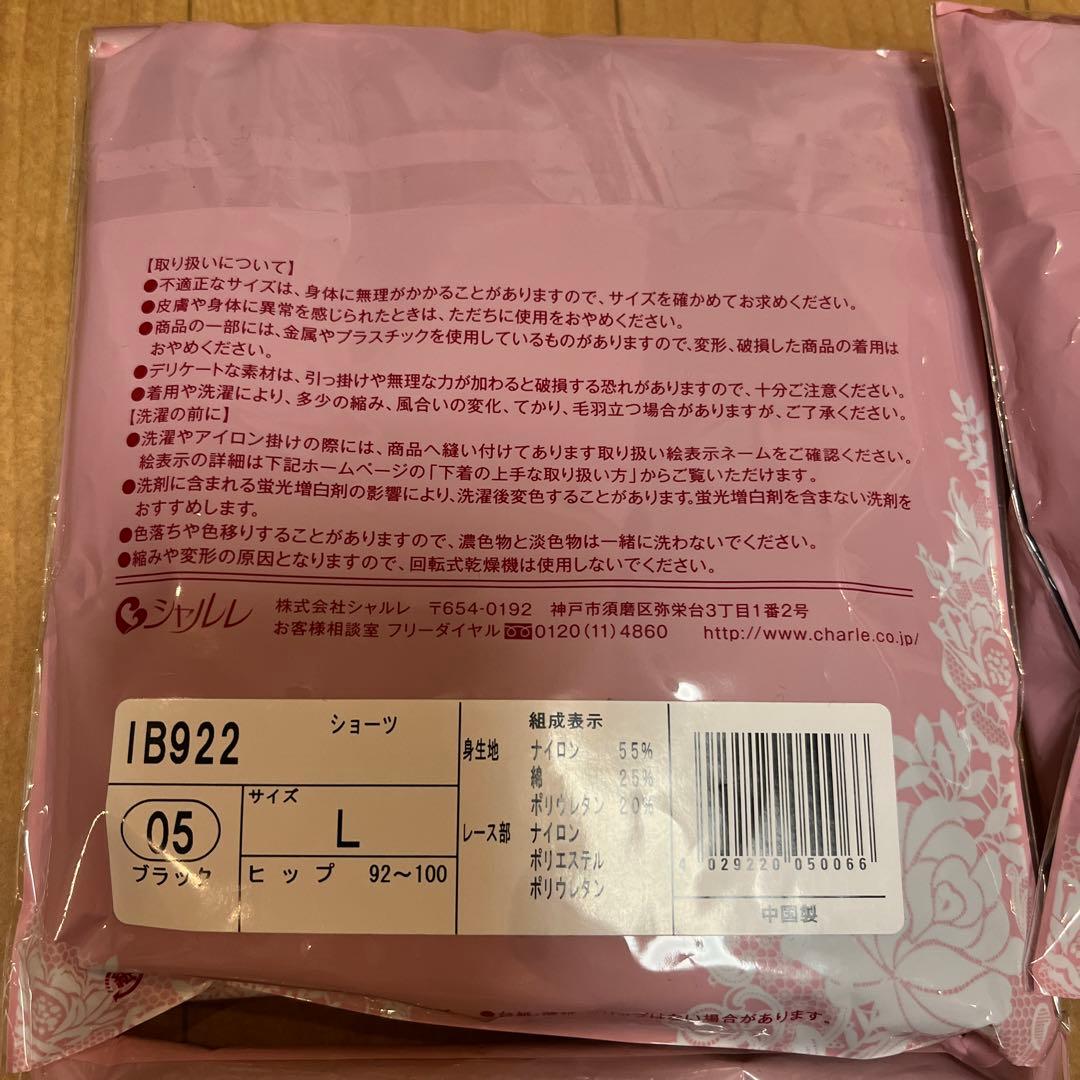 【取り扱いについて】
●不適正なサイズは、身体に無理がかかることがありますので、サイズを確かめてお求めください。
●皮膚や身体に異常を感じられたときは、ただちに使用をおやめください。
●商品の一部には、金属やプラスチックを使用しているものがありますので、変形、破損した商品の着用は
おやめください。
●デリケートな素材は、引っ掛けや無理な力が加わると破損する恐れがありますので、十分ご注意ください。
●着用や洗濯により、多少の縮み、風合いの変化、てかり、毛羽立つ場合がありますが、ご了承ください。
【洗濯の前に】
●洗濯やアイロン掛けの際には、商品へ縫い付けてあります取り扱い絵表示ネームをご確認ください。
絵表示の詳細は下記ホームページの「下着の上手な取り扱い方」からご覧いただけます。
●洗剤に含まれる蛍光増白剤の影響により、洗濯後変色することがあります。蛍光増白剤を含まない洗剤を
おすすめします。
●色落ちや色移りすることがありますので、濃色物と淡色物は一緒に洗わないでください。
●縮みや変形の原因となりますので、回転式乾燥機は使用しないでください。
シャルレ 株式会社シャルレ 〒654-0192 神戸市須磨区弥栄台3丁目1番2号
お客様相談室 フリーダイヤル 0120(11)4860 http://www.charle.co.jp/
IB922 ショーツ
05 ブラック
サイズ L
ヒップ 92〜100
組成表示
身生地 ナイロン 55%
綿 25%
ポリウレタン 20%
レース部 ナイロン
ポリエステル
ポリウレタン
4 029220 050066
中国製
場合があります。